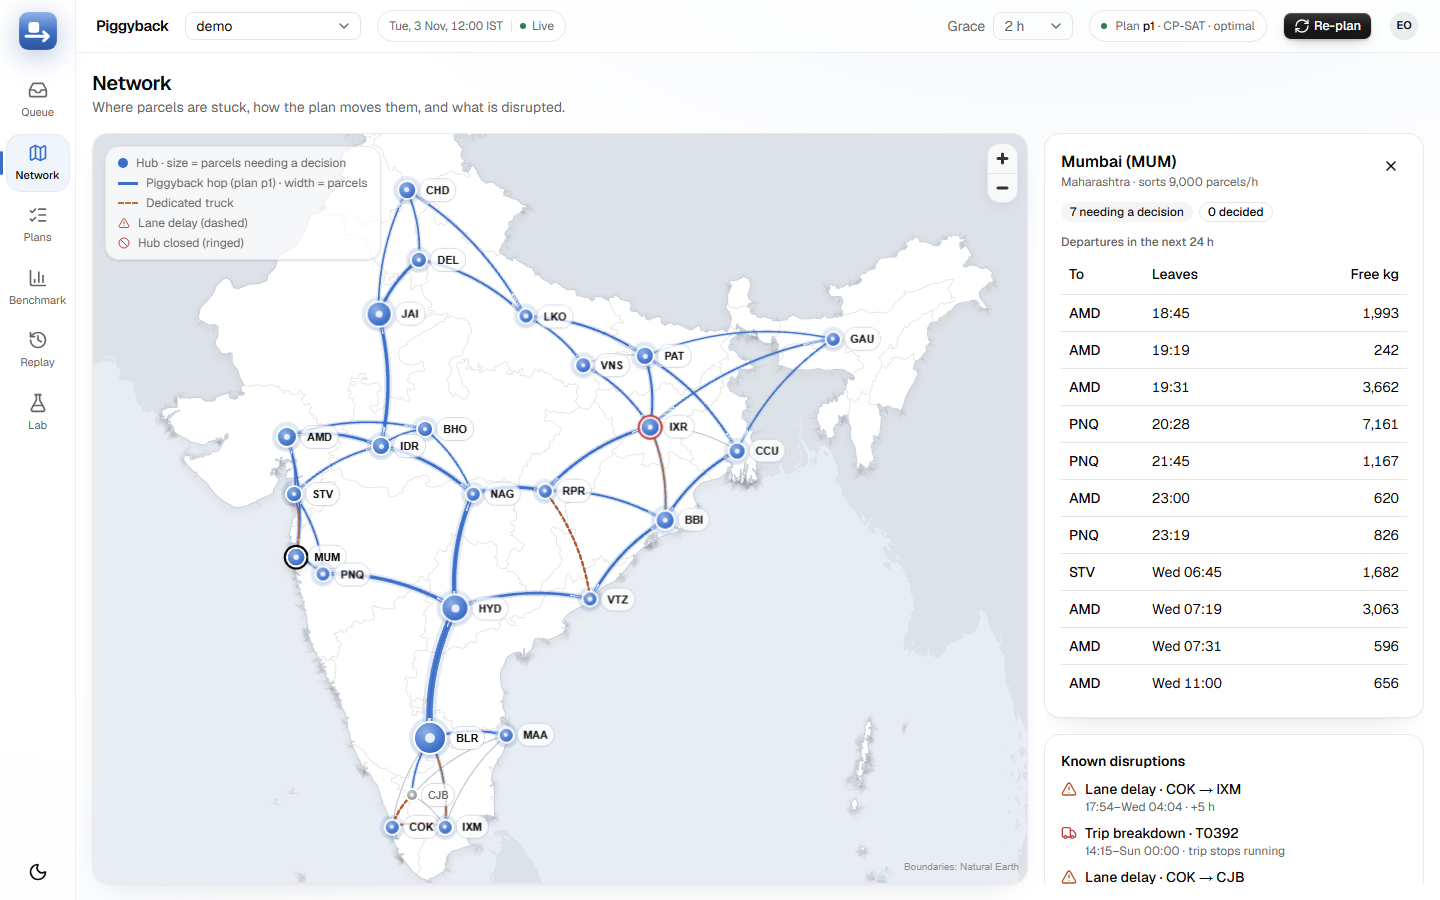 Piggyback
demo
Tue, 3 Nov, 12:00 IST
Live
Grace
2 h
Plan p1 · CP-SAT · optimal
Re-plan
EO
Queue
Network
Plans
Benchmark
Replay
Lab
Network
Where parcels are stuck, how the plan moves them, and what is disrupted.
Hub · size = parcels needing a decision
Piggyback hop (plan p1) · width = parcels
Dedicated truck
Lane delay (dashed)
Hub closed (ringed)
+
−
CHD
DEL
JAI
LKO
GAU
PAT
VNS
IXR
BHO
AMD
IDR
CCU
STV
NAG
RPR
BBI
MUM
PNQ
HYD
VTZ
BLR
MAA
CJB
COK
IXM
Boundaries: Natural Earth
Mumbai (MUM)
Maharashtra · sorts 9,000 parcels/h
7 needing a decision
0 decided
Departures in the next 24 h
To Leaves Free kg
AMD 18:45 1,993
AMD 19:19 242
AMD 19:31 3,662
PNQ 20:28 7,161
PNQ 21:45 1,167
AMD 23:00 620
PNQ 23:19 826
STV Wed 06:45 1,682
AMD Wed 07:19 3,063
AMD Wed 07:31 596
AMD Wed 11:00 656
Known disruptions
Lane delay · COK → IXM
17:54–Wed 04:04 · +5 h
Trip breakdown · T0392
14:15–Sun 00:00 · trip stops running
Lane delay · COK → CJB